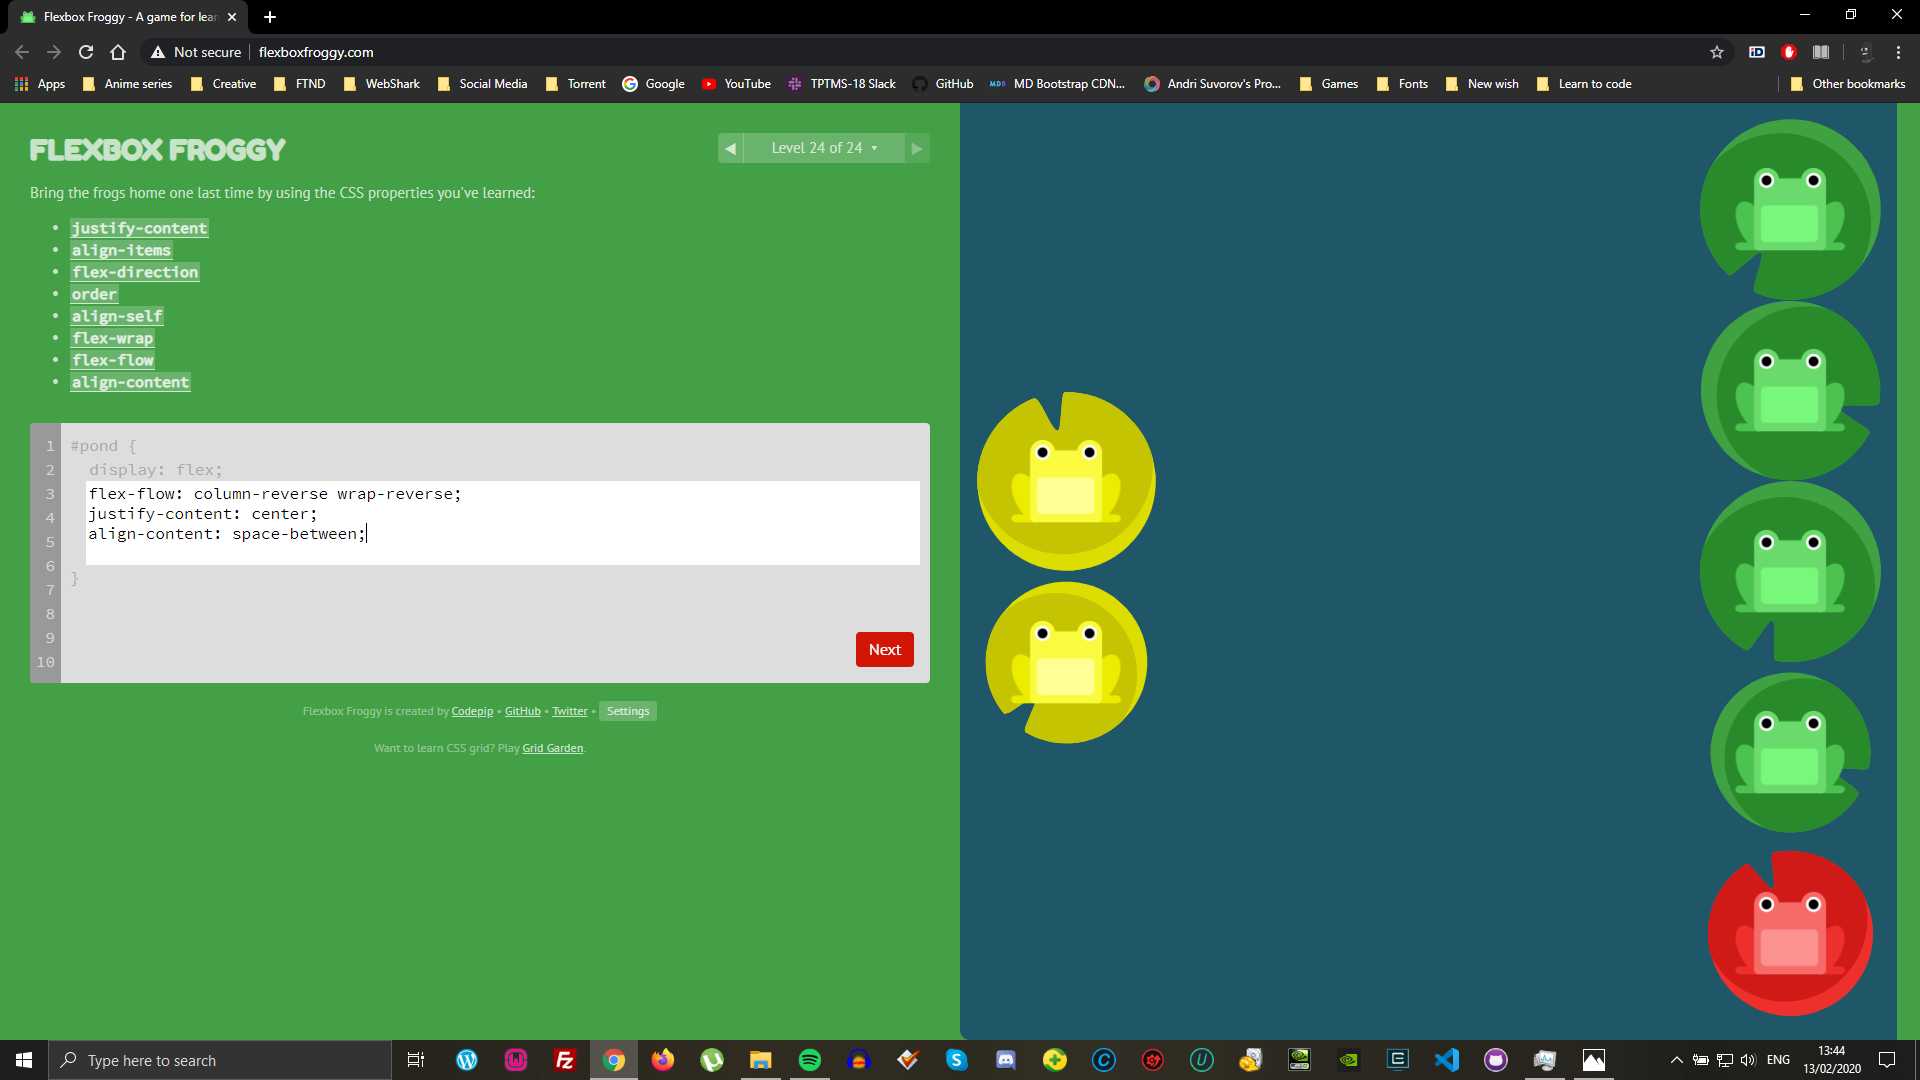 Flexbox Froggy - A game for lear
Not secure flexboxfroggy.com
Apps Anime series Creative FTND WebShark Social Media Torrent Google YouTube TPTMS-18 Slack GitHub MDB MD Bootstrap CDN... Andri Suvorov's Pro... Games Fonts New wish Learn to code Other bookmarks
FLEXBOX FROGGY
◀ Level 24 of 24 ▾ ▶
Bring the frogs home one last time by using the CSS properties you've learned:
• justify-content
• align-items
• flex-direction
• order
• align-self
• flex-wrap
• flex-flow
• align-content
1 #pond {
2 display: flex;
3 flex-flow: column-reverse wrap-reverse;
4 justify-content: center;
5 align-content: space-between;
6 }
7
8
9
10
Next
Flexbox Froggy is created by Codepip • GitHub • Twitter • Settings
Want to learn CSS grid? Play Grid Garden.
Type here to search
ENG
13:44
13/02/2020